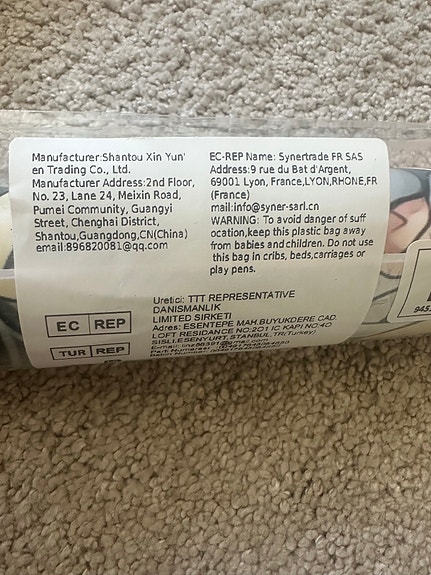 Manufacturer:Shantou Xin Yun'
en Trading Co., Ltd.
Manufacturer Address:2nd Floor,
No. 23, Lane 24, Meixin Road,
Pumei Community, Guangyi
Street, Chenghai District,
Shantou,Guangdong,CN(China)
email:896820081@qq.com
EC-REP Name: Synertrade FR SAS
Address:9 rue du Bat d'Argent,
69001 Lyon, France,LYON,RHONE,FR
(France)
mail:info@syner-sarl.cn
WARNING: To avoid danger of suff
ocation,keep this plastic bag away
from babies and children. Do not use
this bag in cribs, beds,carriages or
play pens.
EC REP
TUR REP
Uretici: TTT REPRESENTATIVE
DANISMANLIK
LIMITED SIRKETI
Adres: ESENTEPE MAH.BUYUKDERE CAD.
LOFT RESIDANCE NO:201 IC KAPI NO:40
SISLI.ESENYURT,STANBUL,TR(Turkey)
E-mail:
945